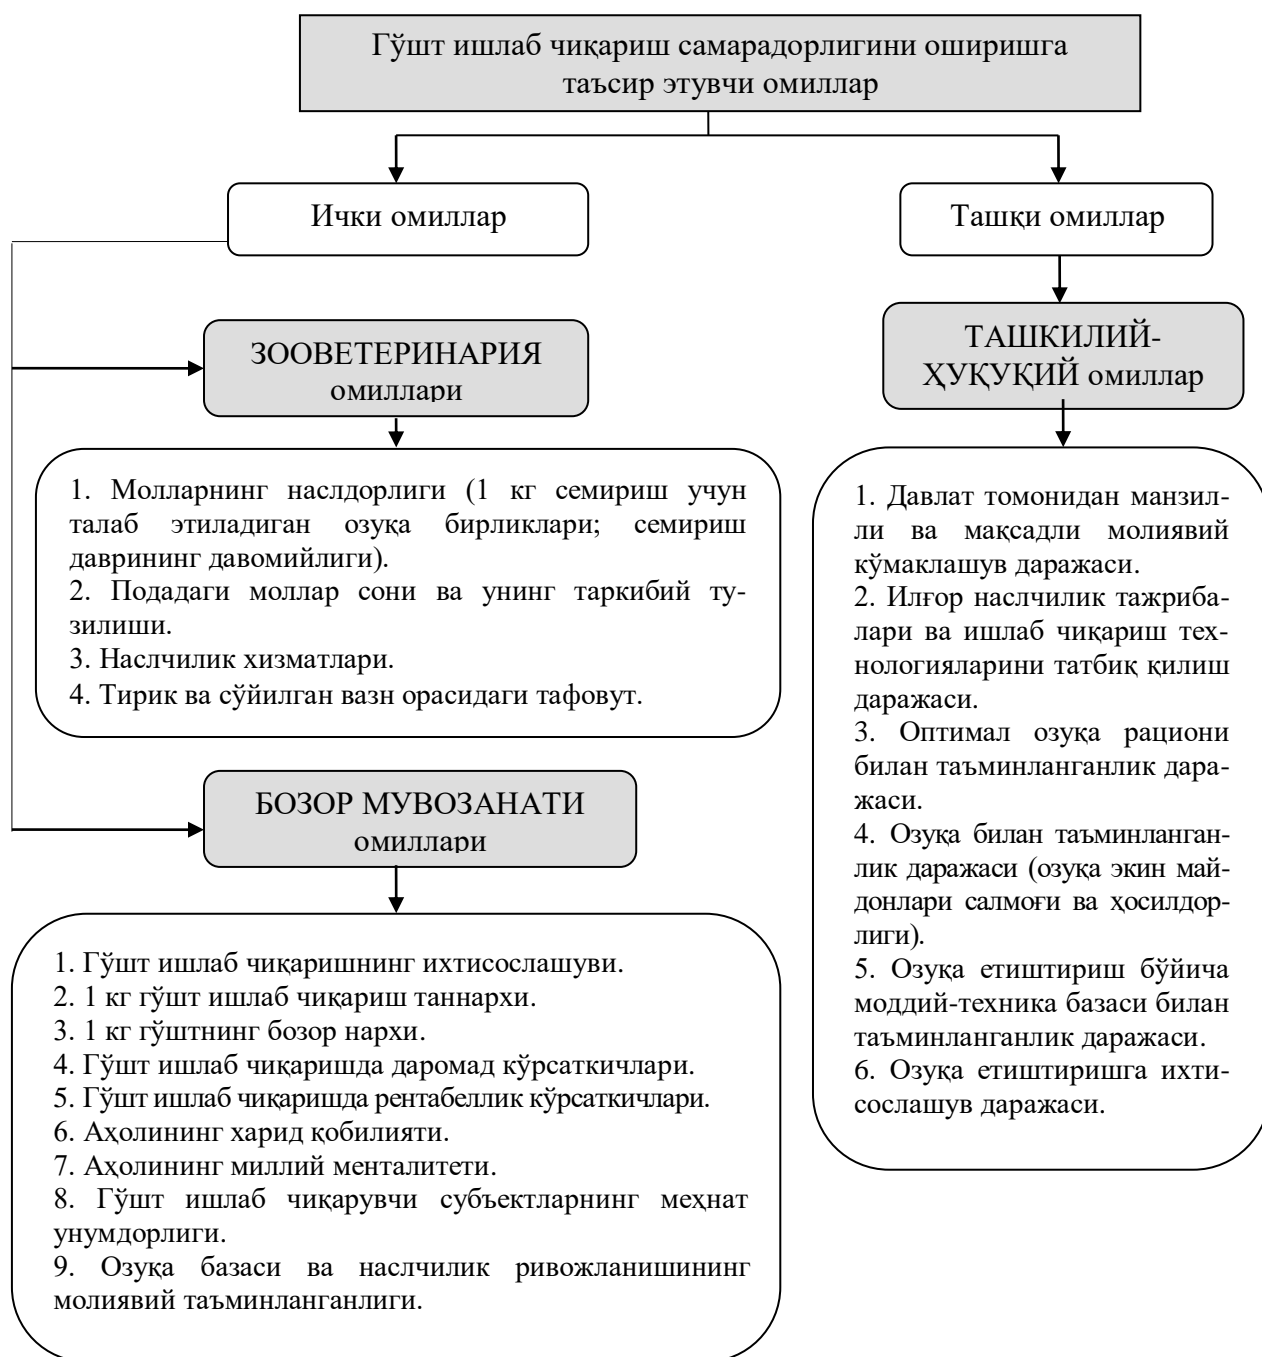 Гўшт ишлаб чиқариш самарадорлигини оширишга
таъсир этувчи омиллар
Ички омиллар
Ташқи омиллар
ЗООВЕТЕРИНАРИЯ
омиллари
ТАШКИЛИЙ-
ҲУҚУҚИЙ омиллар
1. Молларнинг наслдорлиги (1 кг семириш учун
талаб этиладиган озуқа бирликлари; семириш
даврининг давомийлиги).
2. Подадаги моллар сони ва унинг таркибий ту-
зилиши.
3. Наслчилик хизматлари.
4. Тирик ва сўйилган вазн орасидаги тафовут.
БОЗОР МУВОЗАНАТИ
омиллари
1. Гўшт ишлаб чиқаришнинг ихтисослашуви.
2. 1 кг гўшт ишлаб чиқариш таннархи.
3. 1 кг гўштнинг бозор нархи.
4. Гўшт ишлаб чиқаришда даромад кўрсаткичлари.
5. Гўшт ишлаб чиқаришда рентабеллик кўрсаткичлари.
6. Аҳолининг харид қобилияти.
7. Аҳолининг миллий менталитети.
8. Гўшт ишлаб чиқарувчи субъектларнинг меҳнат
унумдорлиги.
9. Озуқа базаси ва наслчилик ривожланишининг
молиявий таъминланганлиги.
1. Давлат томонидан манзил-
ли ва мақсадли молиявий
кўмаклашув даражаси.
2. Илғор наслчилик тажриба-
лари ва ишлаб чиқариш тех-
нологияларини татбиқ қилиш
даражаси.
3. Оптимал озуқа рациони
билан таъминланганлик дара-
жаси.
4. Озуқа билан таъминланган-
лик даражаси (озуқа экин май-
донлари салмоғи ва ҳосилдор-
лиги).
5. Озуқа етиштириш бўйича
моддий-техника базаси билан
таъминланганлик даражаси.
6. Озуқа етиштиришга ихти-
сослашув даражаси.